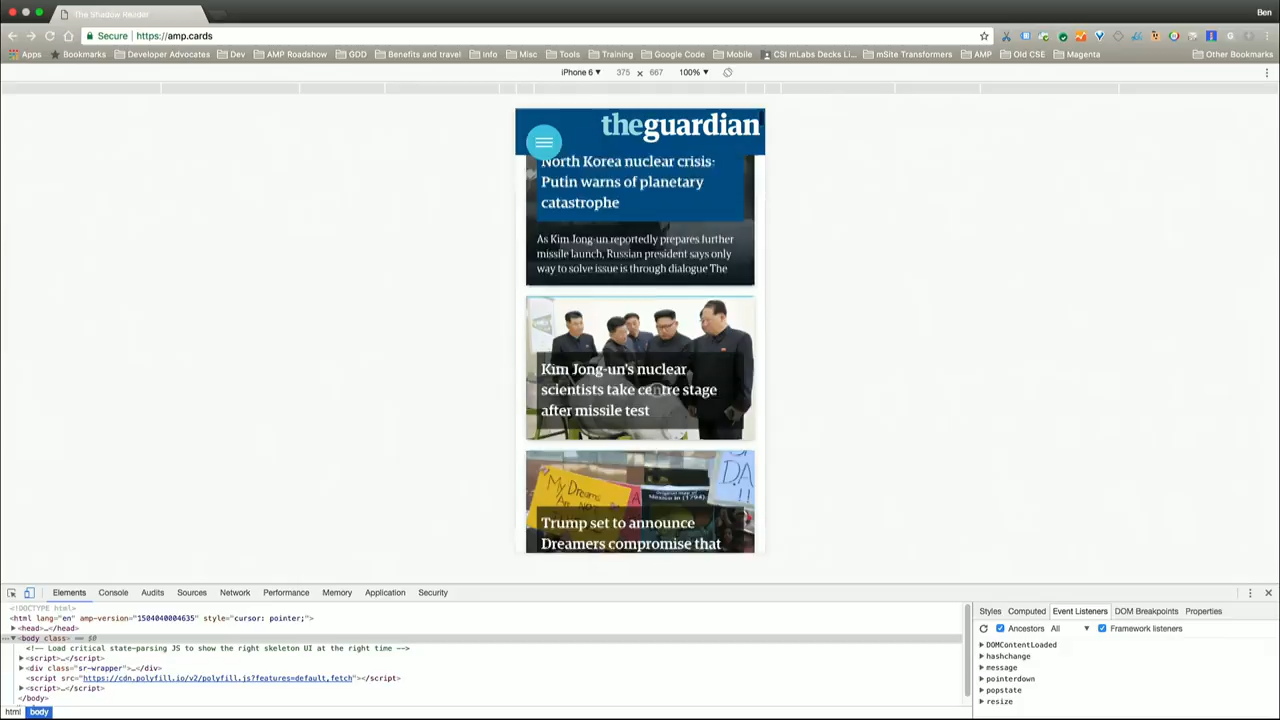 The Shadow Reader
Ben
Secure https://amp.cards
Apps Bookmarks Developer Advocates Dev AMP Roadshow GDD Benefits and travel Info Misc Tools Training Google Code Mobile CSI mLabs Decks Li... mSite Transformers AMP Old CSE Magenta Other Bookmarks
iPhone 6 375 × 667 100%
theguardian
North Korea nuclear crisis:
Putin warns of planetary
catastrophe
As Kim Jong-un reportedly prepares further
missile launch, Russian president says only
way to solve issue is through dialogue The
Kim Jong-un's nuclear
scientists take centre stage
after missile test
My Dreams
D.A
!!
Trump set to announce
Dreamers compromise that
Elements Console Audits Sources Network Performance Memory Application Security
<!DOCTYPE html>
<html lang="en" amp-version="1504040004635" style="cursor: pointer;">
<head>…</head>
<body class> == $0
<!-- Load critical state-parsing JS to show the right skeleton UI at the right time -->
<script>…</script>
<div class="sr-wrapper">…</div>
<script src="https://cdn.polyfill.io/v2/polyfill.js?features=default,fetch"></script>
<script>…</script>
</body>
html body
Styles Computed Event Listeners DOM Breakpoints Properties
Ancestors All Framework listeners
DOMContentLoaded
hashchange
message
pointerdown
popstate
resize